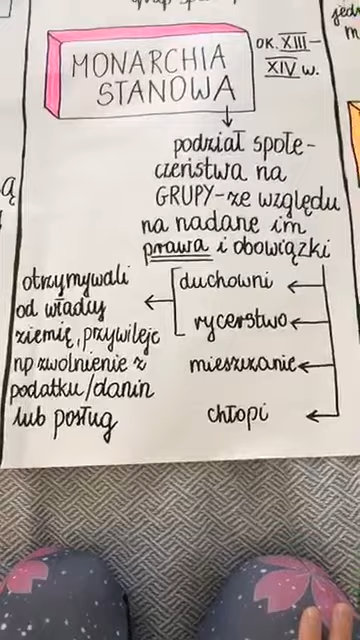 MONARCHIA
STANOWA
OK. XIII-
XIV w.
podział społe-
czeństwa na
GRUPY-ze względu
na nadane im
prawa i obowiązki
duchowni
rycerstwo
mieszczanie
chłopi
otrzymywali
od władcy
ziemię, przywileje
np zwolnienie z
podatku/danin
lub posług